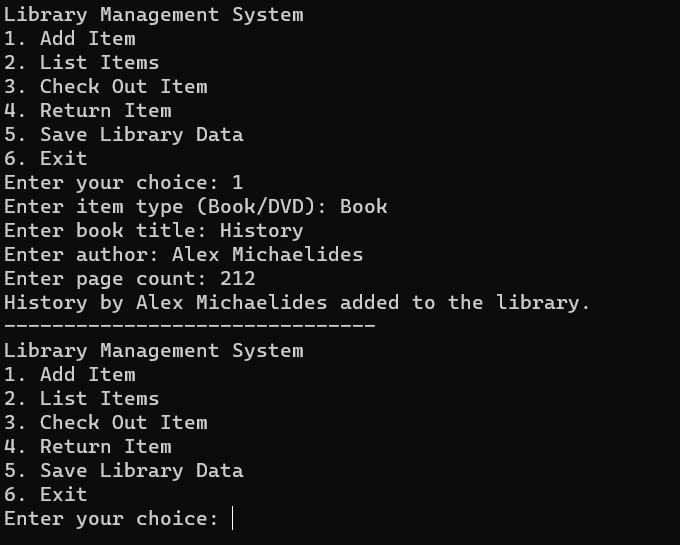 Library Management System
1. Add Item
2. List Items
3. Check Out Item
4. Return Item
5. Save Library Data
6. Exit
Enter your choice: 1
Enter item type (Book/DVD): Book
Enter book title: History
Enter author: Alex Michaelides
Enter page count: 212
History by Alex Michaelides added to the library.
-------------------------------
Library Management System
1. Add Item
2. List Items
3. Check Out Item
4. Return Item
5. Save Library Data
6. Exit
Enter your choice: